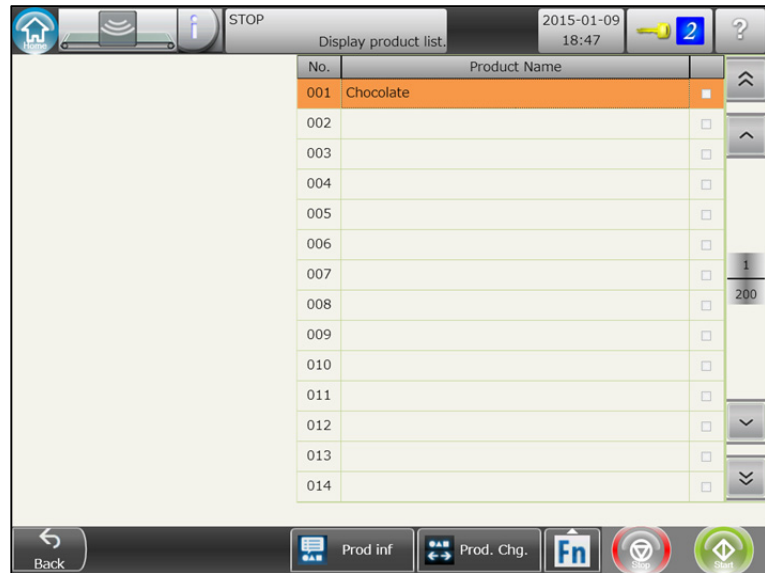 Home
i
STOP
Display product list.
2015-01-09
18:47
2
?
No. Product Name
001 Chocolate
002
003
004
005
006
007
008
009
010
011
012
013
014
1
200
Back
Prod inf
Prod. Chg.
Fn
Stop
Start